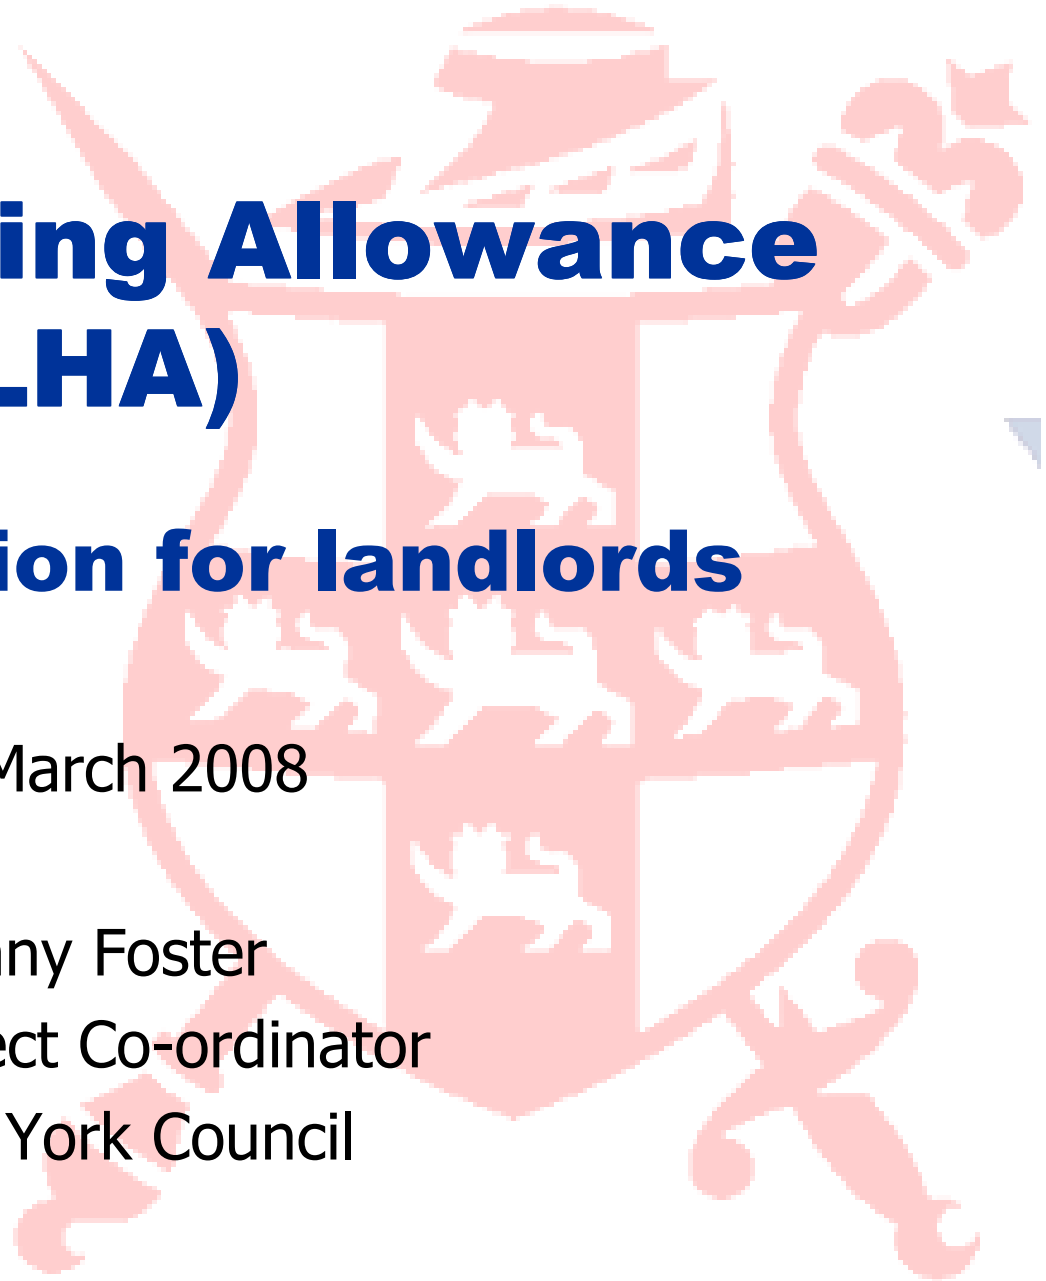 ing Allowance
LHA)
ion for landlords
March 2008
ny Foster
ect Co-ordinator
York Council